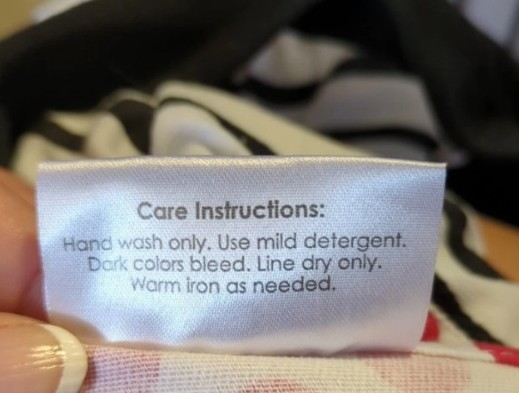 Care Instructions:
Hand wash only. Use mild detergent.
Dark colors bleed. Line dry only.
Warm iron as needed.